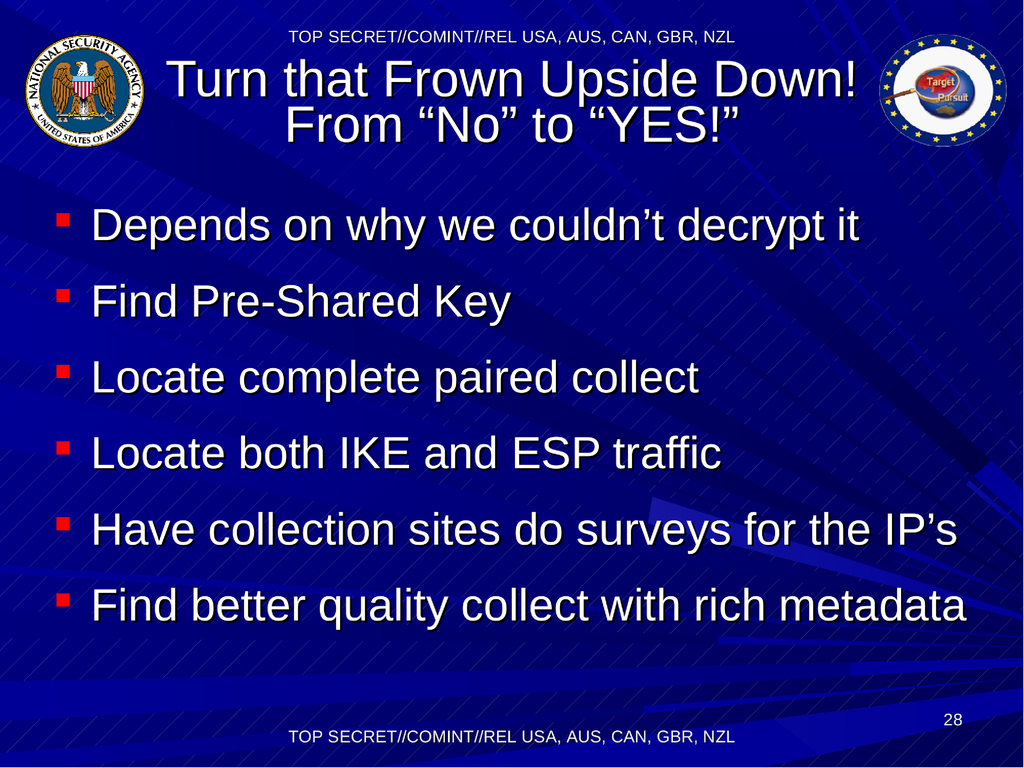 TOP SECRET//COMINT//REL USA, AUS, CAN, GBR, NZL
NATIONAL SECURITY AGENCY
UNITED STATES OF AMERICA
Turn that Frown Upside Down!
From “No” to “YES!”
Target
Pursuit
Depends on why we couldn’t decrypt it
Find Pre-Shared Key
Locate complete paired collect
Locate both IKE and ESP traffic
Have collection sites do surveys for the IP’s
Find better quality collect with rich metadata
28
TOP SECRET//COMINT//REL USA, AUS, CAN, GBR, NZL